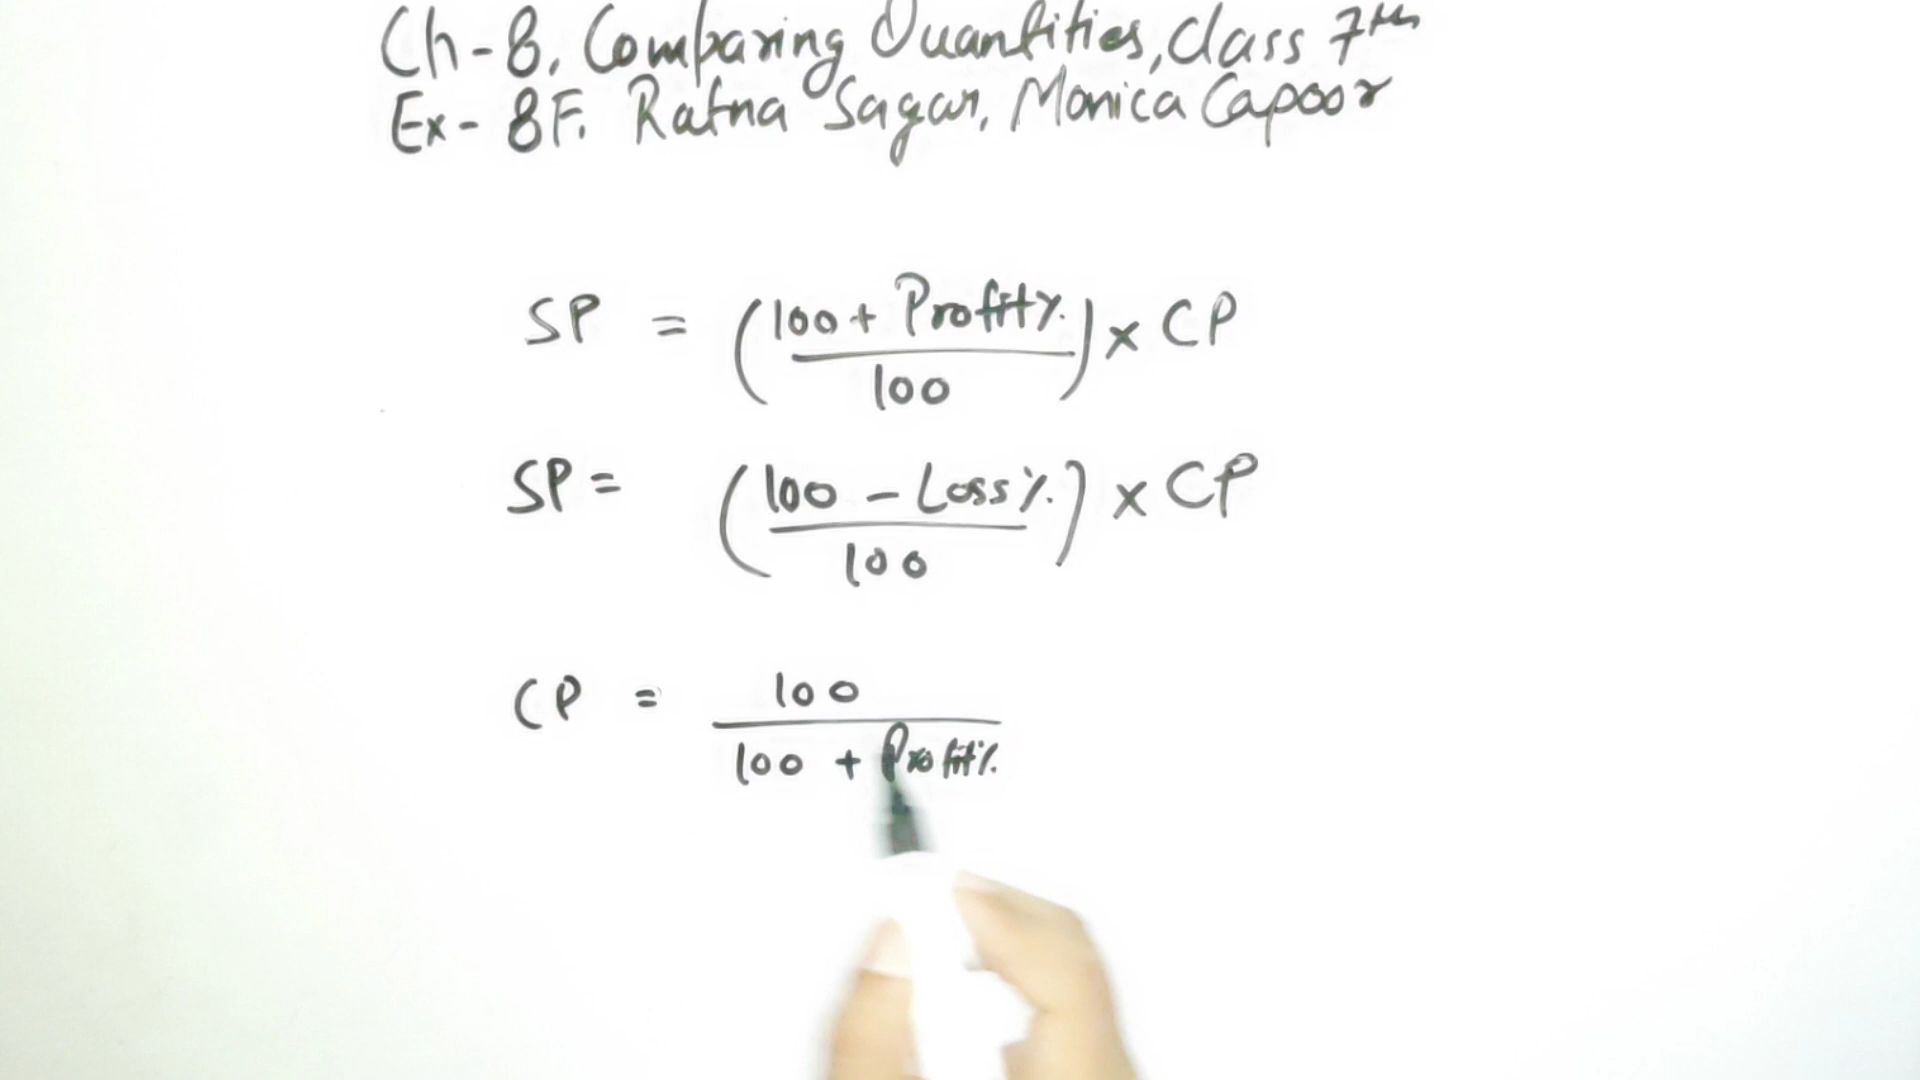 Ch-8, Comparing Quantities, Class 7th
Ex- 8F. Ratna Sagar, Monica Capoor
SP = (100 + Profit% / 100) × CP
SP = (100 - Loss% / 100) × CP
CP = 100 / 100 + Profit%